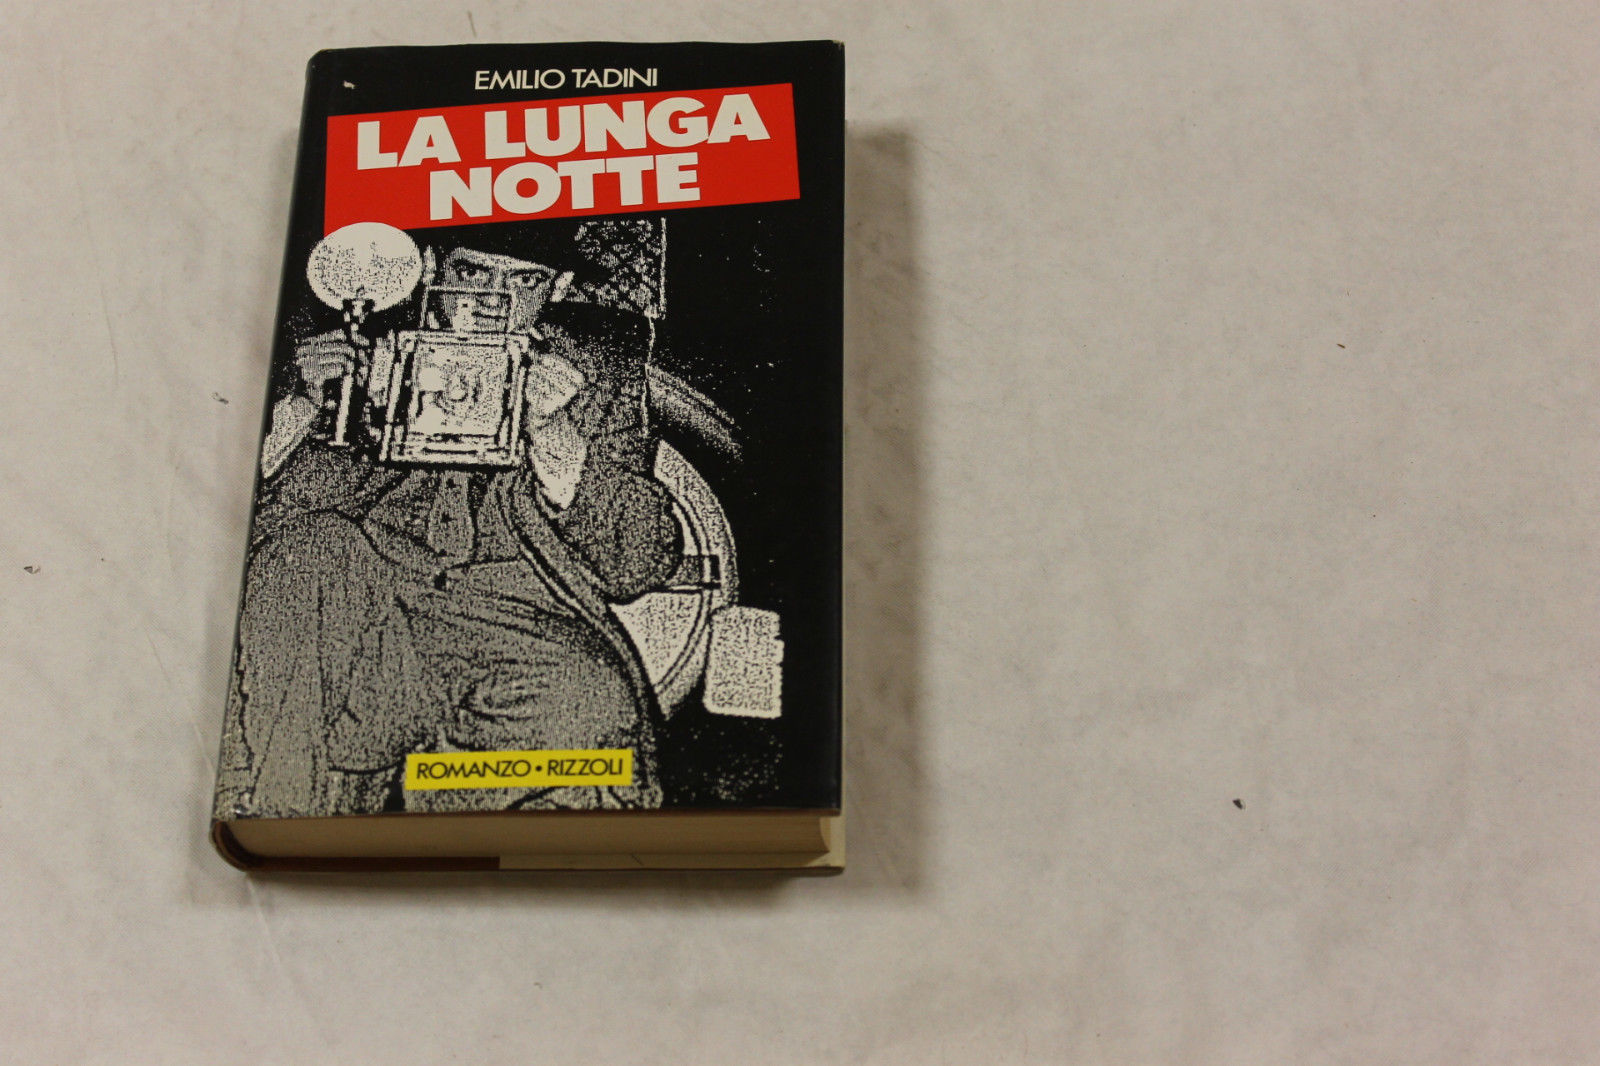 EMILIO TADINI
LA LUNGA
NOTTE
ROMANZO • RIZZOLI